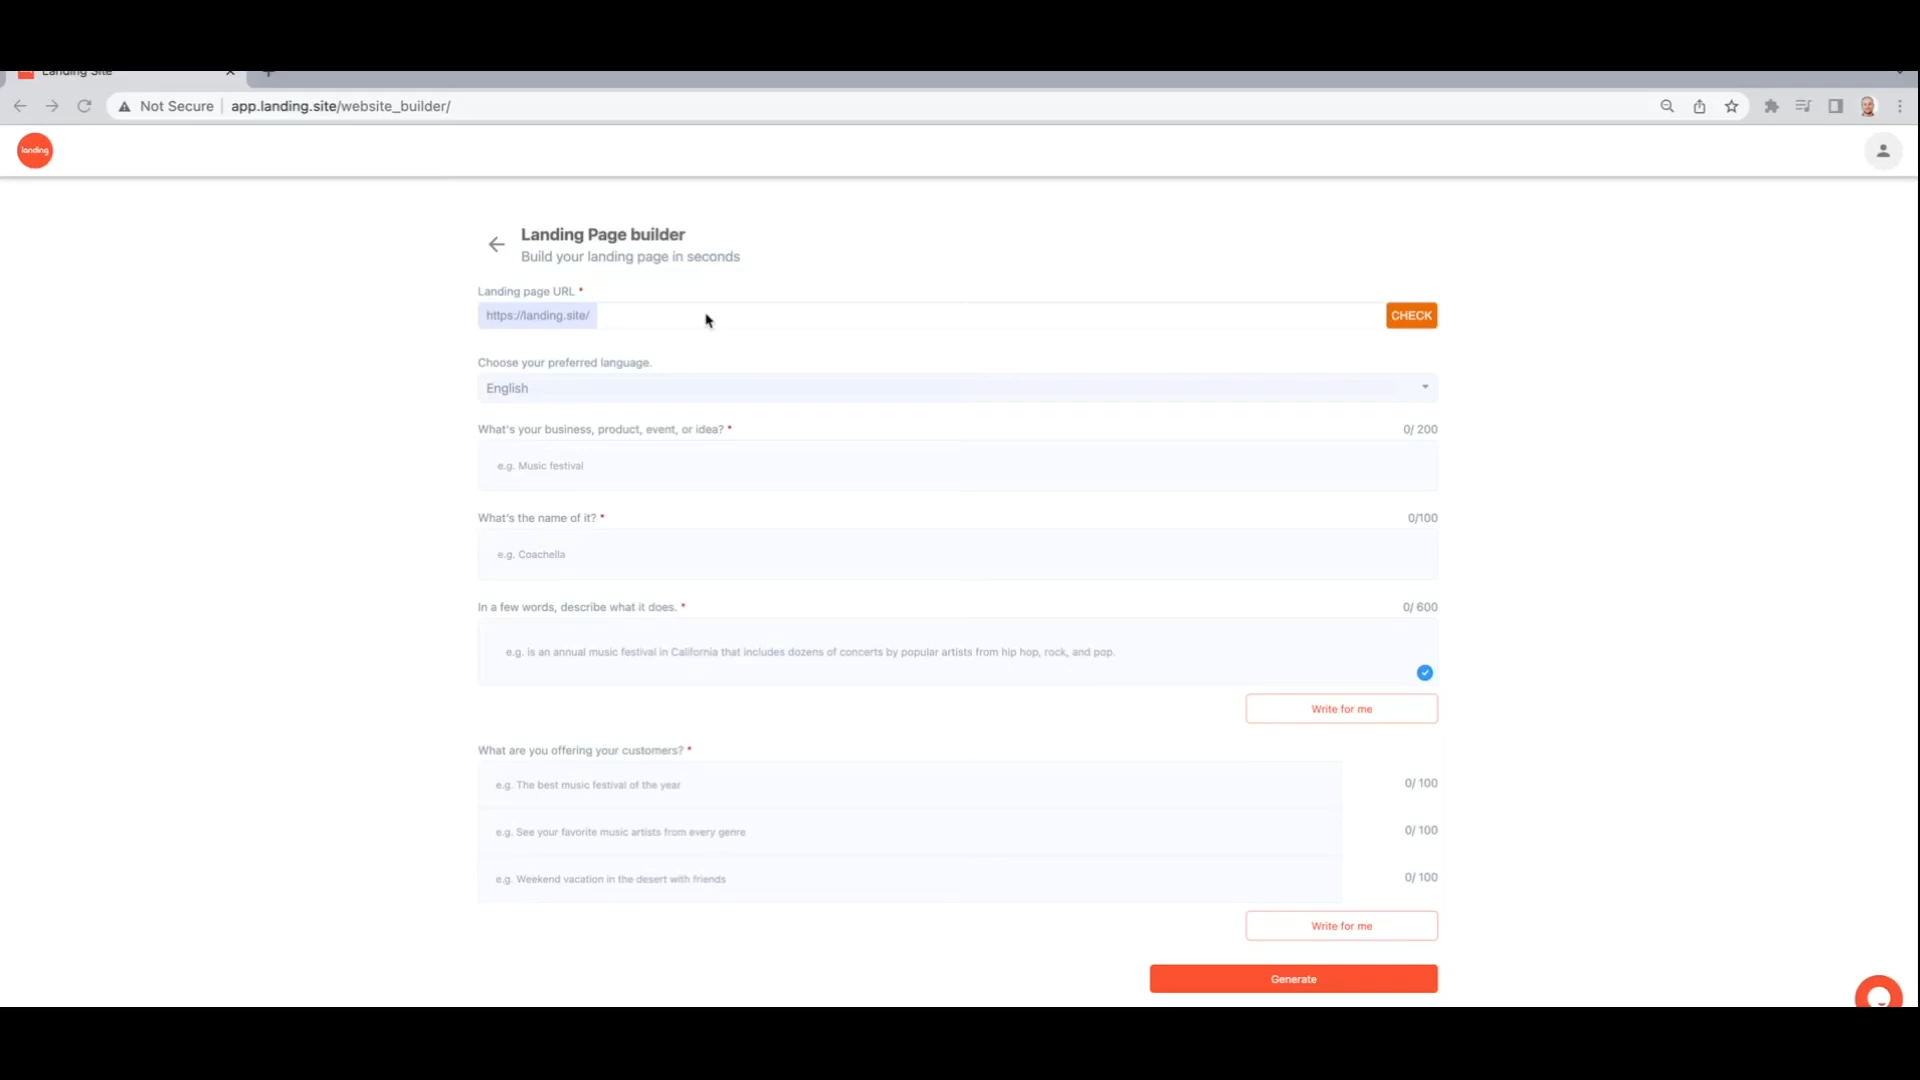 Landing Site
Not Secure app.landing.site/website_builder/
landing
Landing Page builder
Build your landing page in seconds
Landing page URL *
https://landing.site/
CHECK
Choose your preferred language.
English
What's your business, product, event, or idea? *
0/ 200
e.g. Music festival
What's the name of it? *
0/100
e.g. Coachella
In a few words, describe what it does. *
0/ 600
e.g. is an annual music festival in California that includes dozens of concerts by popular artists from hip hop, rock, and pop.
Write for me
What are you offering your customers? *
e.g. The best music festival of the year
0/ 100
e.g. See your favorite music artists from every genre
0/ 100
e.g. Weekend vacation in the desert with friends
0/ 100
Write for me
Generate